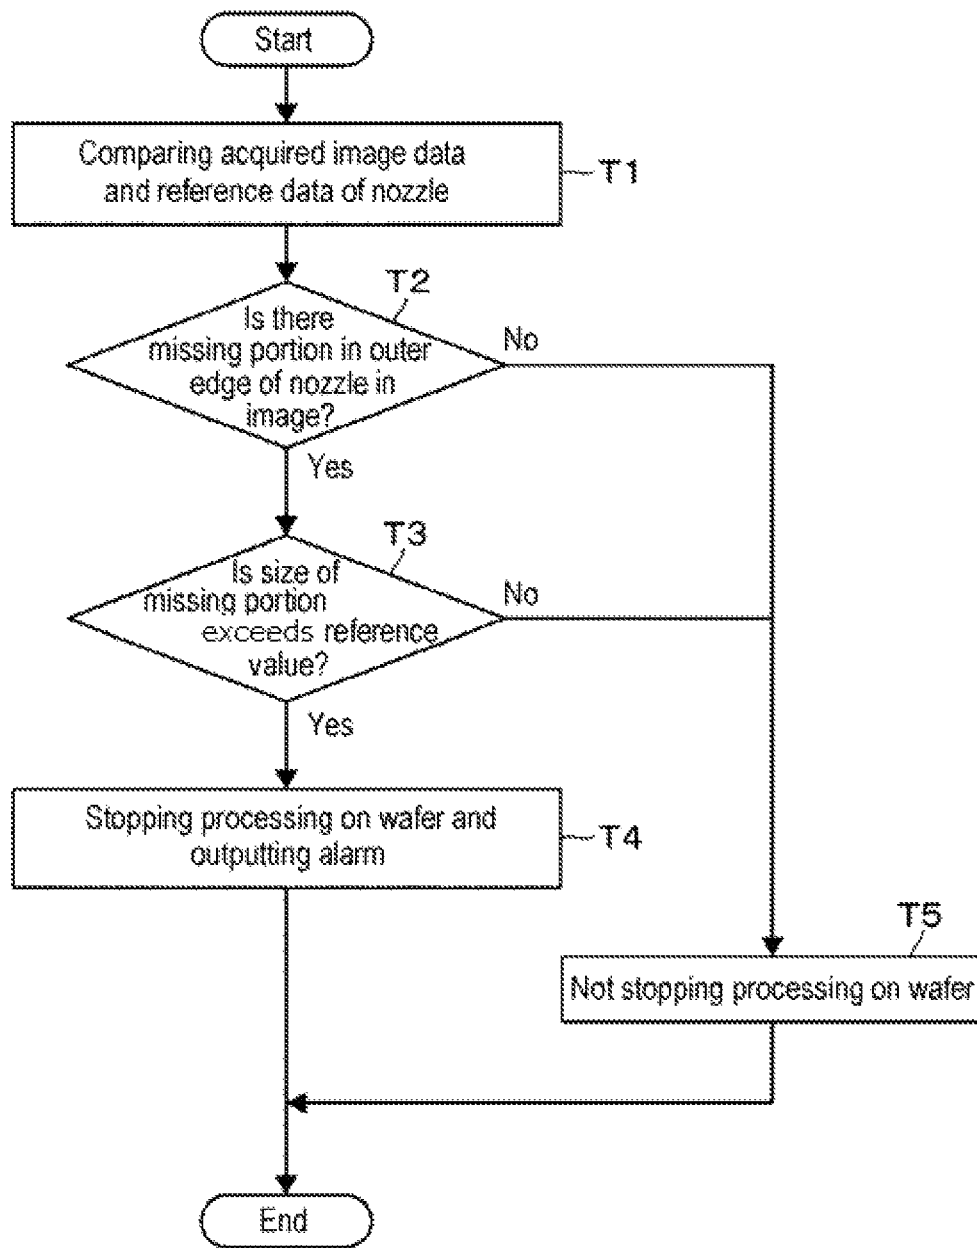 Start
Comparing acquired image data
and reference data of nozzle
T1
T2
Is there
missing portion in outer
edge of nozzle in
image?
No
Yes
T3
Is size of
missing portion
exceeds reference
value?
No
Yes
Stopping processing on wafer and
outputting alarm
T4
T5
Not stopping processing on wafer
End